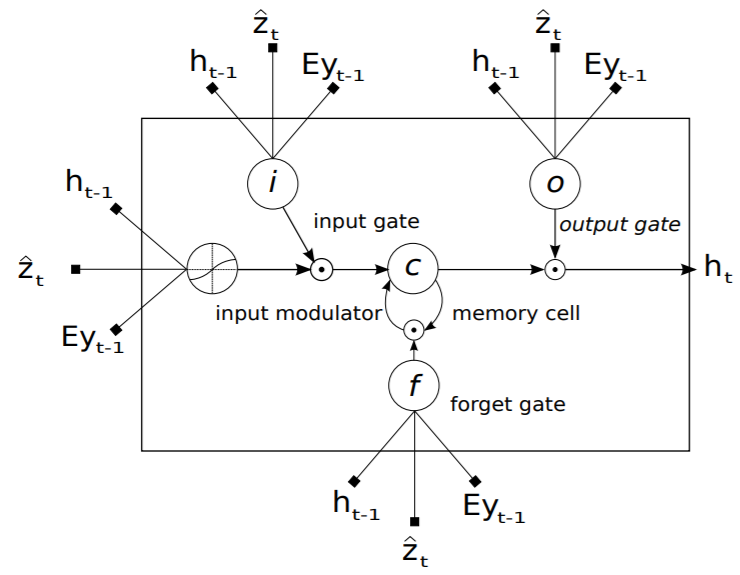 ẑt
ẑt
ht-1
Eyt-1
ht-1
Eyt-1
ht-1
i
o
input gate
output gate
ẑt
c
ht
input modulator
memory cell
Eyt-1
f
forget gate
ht-1
Eyt-1
ẑt